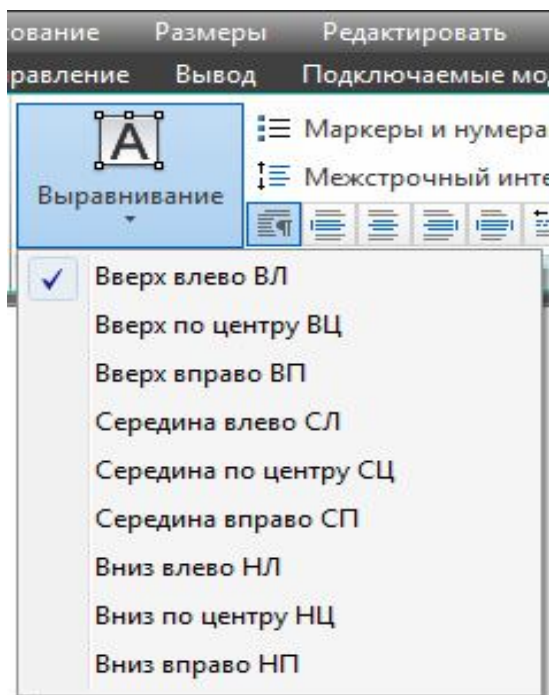 ование Размеры Редактировать
равление Вывод Подключаемые мо
A
Маркеры и нумера
Межстрочный инте
Выравнивание
Вверх влево ВЛ
Вверх по центру ВЦ
Вверх вправо ВП
Середина влево СЛ
Середина по центру СЦ
Середина вправо СП
Вниз влево НЛ
Вниз по центру НЦ
Вниз вправо НП